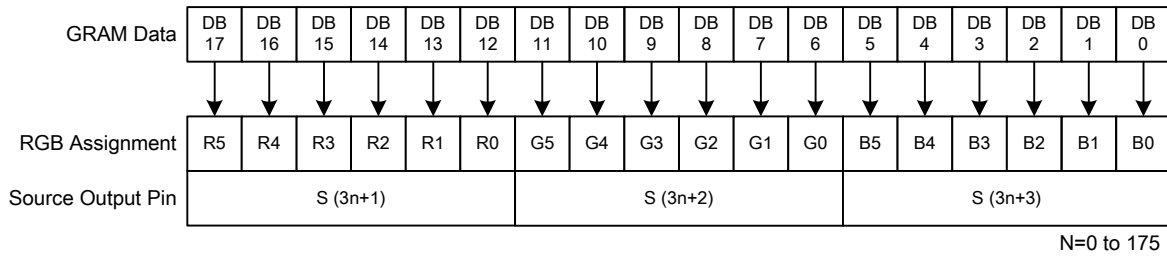 GRAM Data DB 17 DB 16 DB 15 DB 14 DB 13 DB 12 DB 11 DB 10 DB 9 DB 8 DB 7 DB 6 DB 5 DB 4 DB 3 DB 2 DB 1 DB 0
RGB Assignment R5 R4 R3 R2 R1 R0 G5 G4 G3 G2 G1 G0 B5 B4 B3 B2 B1 B0
Source Output Pin S (3n+1) S (3n+2) S (3n+3)
N=0 to 175